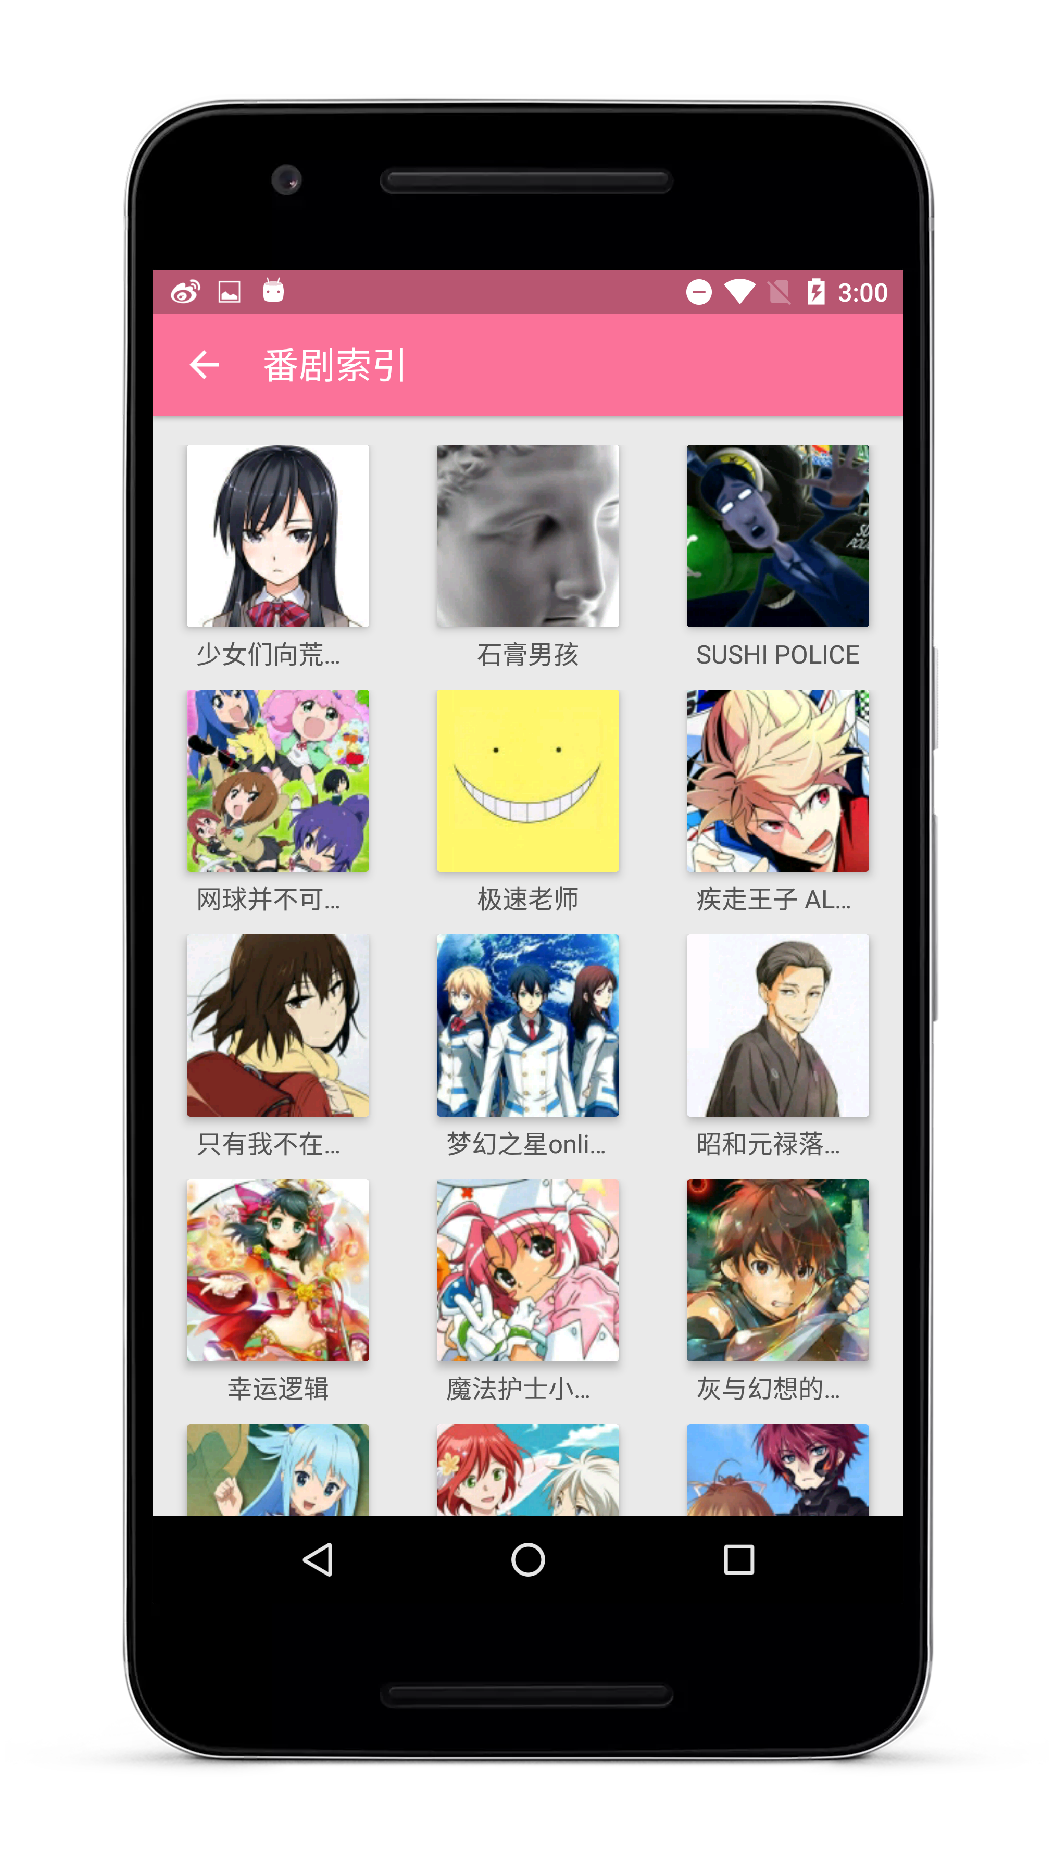 3:00
番剧索引
少女们向荒...
石膏男孩
SUSHI POLICE
网球并不可...
极速老师
疾走王子 AL...
只有我不在...
梦幻之星onli...
昭和元禄落...
幸运逻辑
魔法护士小...
灰与幻想的...